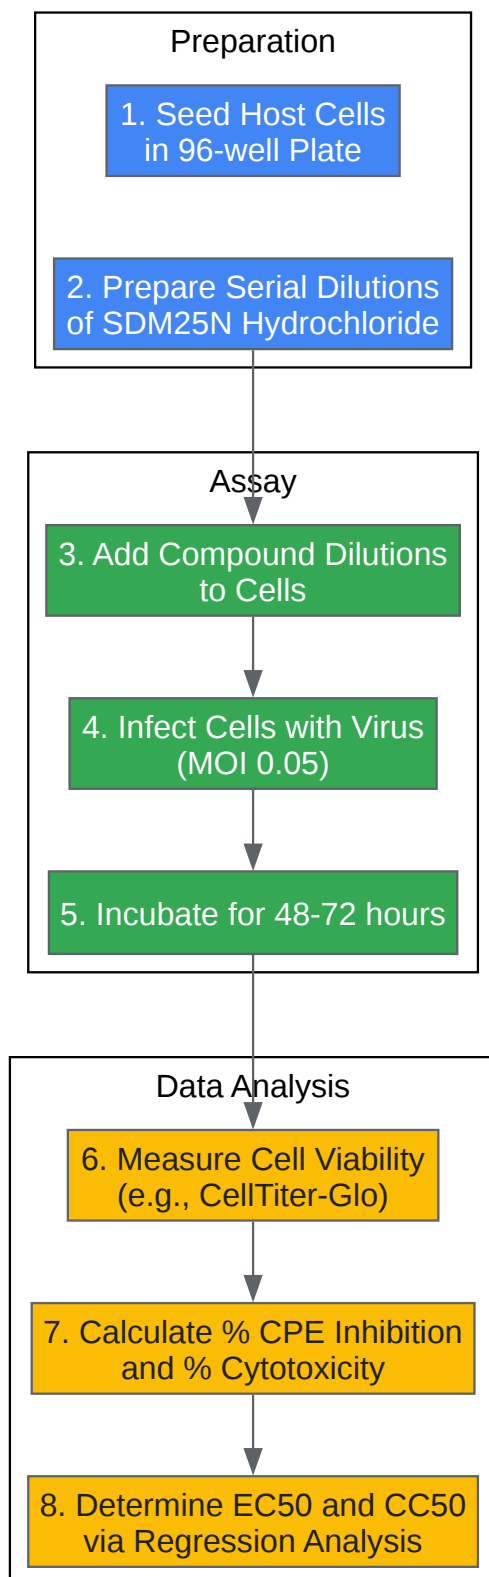 Preparation
1. Seed Host Cells
in 96-well Plate
2. Prepare Serial Dilutions
of SDM25N Hydrochloride
Assay
3. Add Compound Dilutions
to Cells
4. Infect Cells with Virus
(MOI 0.05)
5. Incubate for 48-72 hours
Data Analysis
6. Measure Cell Viability
(e.g., CellTiter-Glo)
7. Calculate % CPE Inhibition
and % Cytotoxicity
8. Determine EC50 and CC50
via Regression Analysis